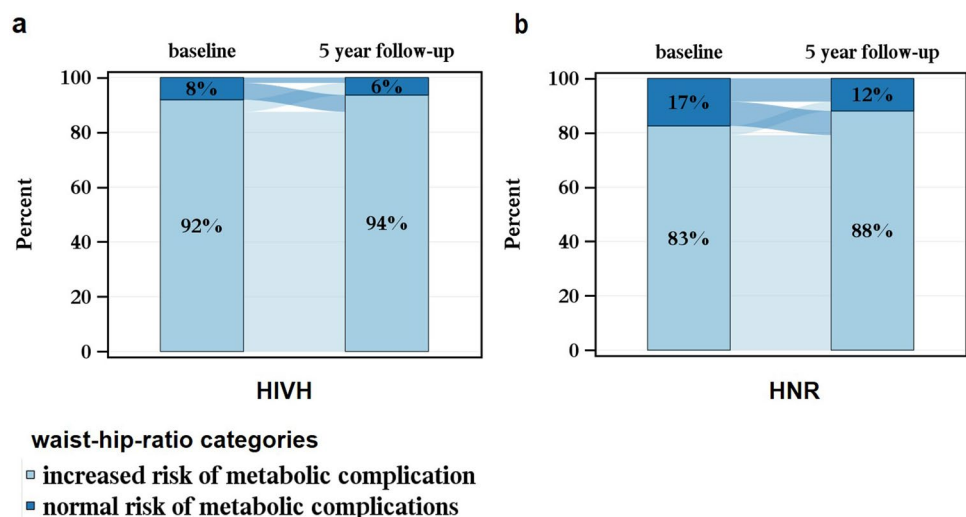 a
baseline 5 year follow-up
Percent
100
80
60
40
20
0
8%
6%
92%
94%
HIVH
b
baseline 5 year follow-up
Percent
100
80
60
40
20
0
17%
12%
83%
88%
HNR
waist-hip-ratio categories
increased risk of metabolic complication
normal risk of metabolic complications